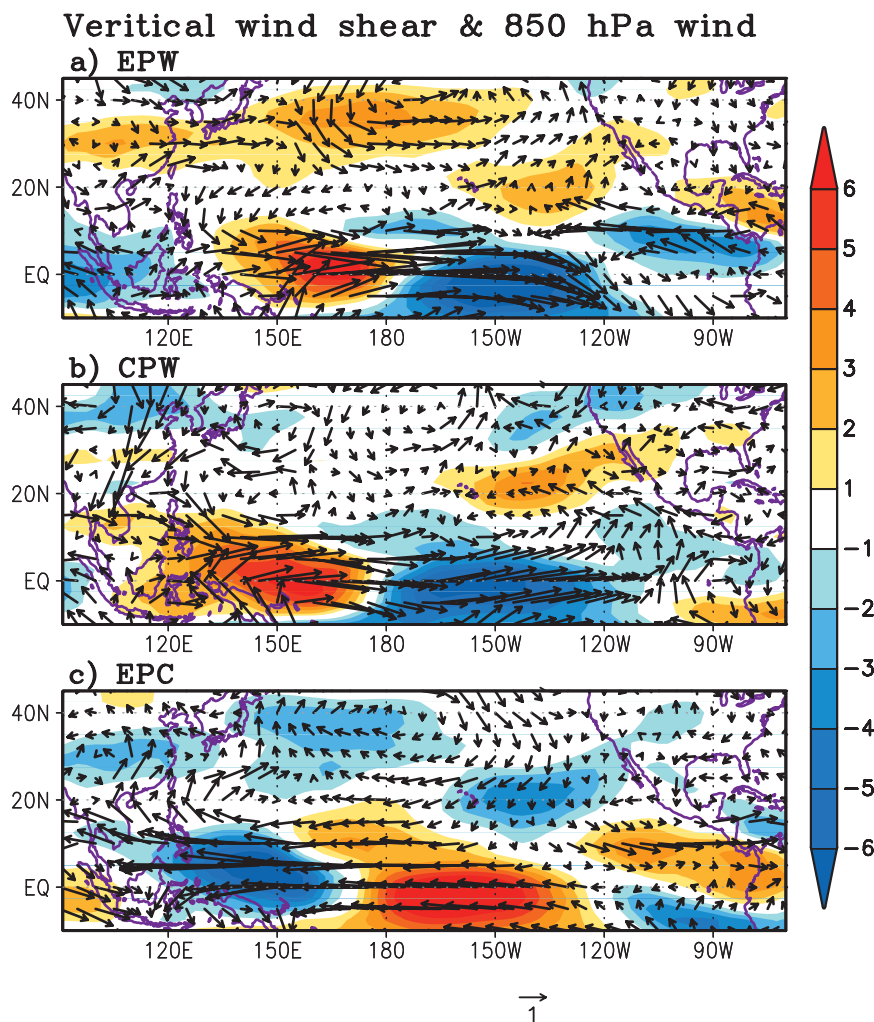 Veritical wind shear & 850 hPa wind
a) EPW
40N
20N
EQ
120E 150E 180 150W 120W 90W
b) CPW
40N
20N
EQ
120E 150E 180 150W 120W 90W
c) EPC
40N
20N
EQ
120E 150E 180 150W 120W 90W
6
5
4
3
2
1
−1
−2
−3
−4
−5
−6
1